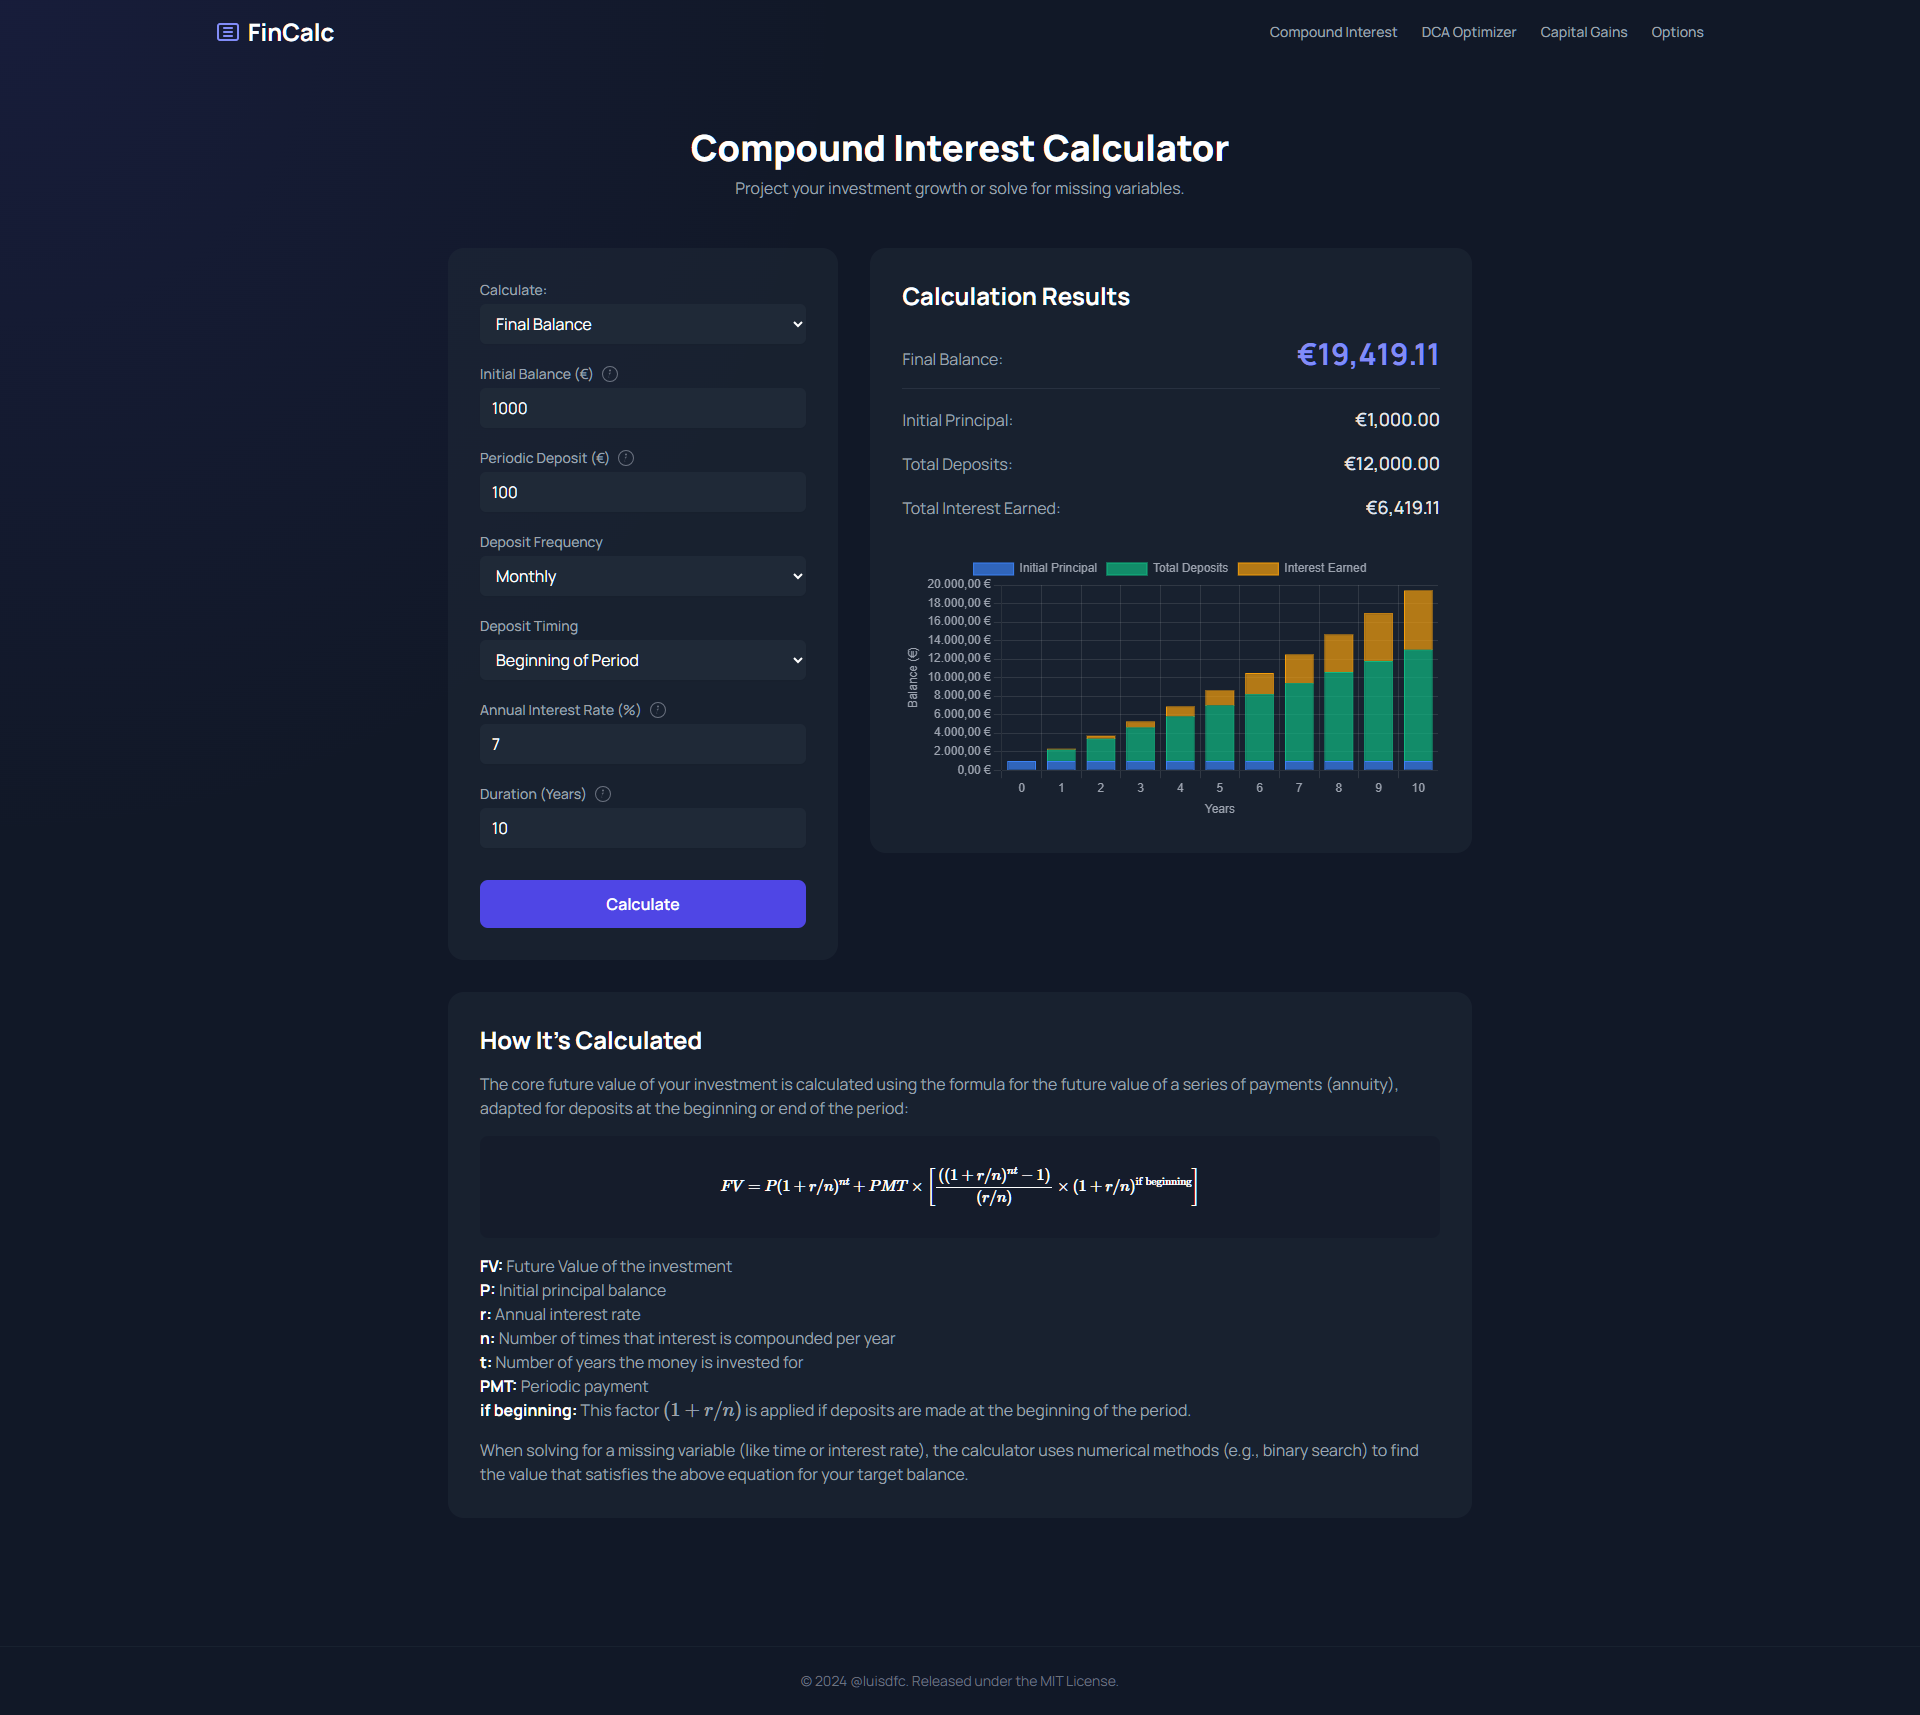 FinCalc
Compound Interest
DCA Optimizer
Capital Gains
Options
Compound Interest Calculator
Project your investment growth or solve for missing variables.
Calculate:
Final Balance
Initial Balance (€)
1000
Periodic Deposit (€)
100
Deposit Frequency
Monthly
Deposit Timing
Beginning of Period
Annual Interest Rate (%)
7
Duration (Years)
10
Calculate
Calculation Results
Final Balance: €19,419.11
Initial Principal: €1,000.00
Total Deposits: €12,000.00
Total Interest Earned: €6,419.11
Initial Principal Total Deposits Interest Earned
Balance (€)
20.000,00 €
18.000,00 €
16.000,00 €
14.000,00 €
12.000,00 €
10.000,00 €
8.000,00 €
6.000,00 €
4.000,00 €
2.000,00 €
0,00 €
0 1 2 3 4 5 6 7 8 9 10
Years
How It's Calculated
The core future value of your investment is calculated using the formula for the future value of a series of payments (annuity),
adapted for deposits at the beginning or end of the period:
FV = P(1 + r/n)^nt + PMT × [((1 + r/n)^nt − 1) / (r/n) × (1 + r/n)^if beginning]
FV: Future Value of the investment
P: Initial principal balance
r: Annual interest rate
n: Number of times that interest is compounded per year
t: Number of years the money is invested for
PMT: Periodic payment
if beginning: This factor (1 + r/n) is applied if deposits are made at the beginning of the period.
When solving for a missing variable (like time or interest rate), the calculator uses numerical methods (e.g., binary search) to find
the value that satisfies the above equation for your target balance.
© 2024 @luisdfc. Released under the MIT License.